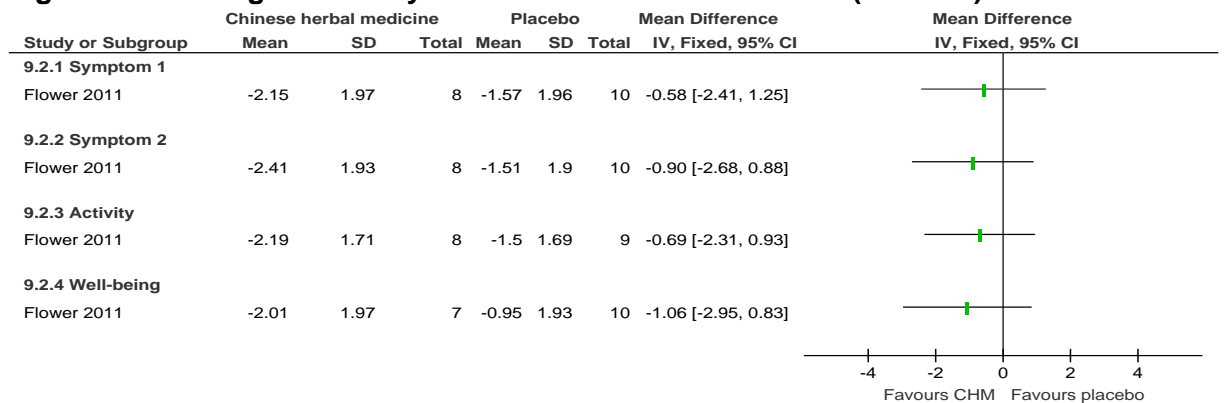 Chinese herbal medicine Placebo Mean Difference Mean Difference
Study or Subgroup Mean SD Total Mean SD Total IV, Fixed, 95% CI IV, Fixed, 95% CI
9.2.1 Symptom 1
Flower 2011 -2.15 1.97 8 -1.57 1.96 10 -0.58 [-2.41, 1.25]
9.2.2 Symptom 2
Flower 2011 -2.41 1.93 8 -1.51 1.9 10 -0.90 [-2.68, 0.88]
9.2.3 Activity
Flower 2011 -2.19 1.71 8 -1.5 1.69 9 -0.69 [-2.31, 0.93]
9.2.4 Well-being
Flower 2011 -2.01 1.97 7 -0.95 1.93 10 -1.06 [-2.95, 0.83]
-4 -2 0 2 4
Favours CHM Favours placebo